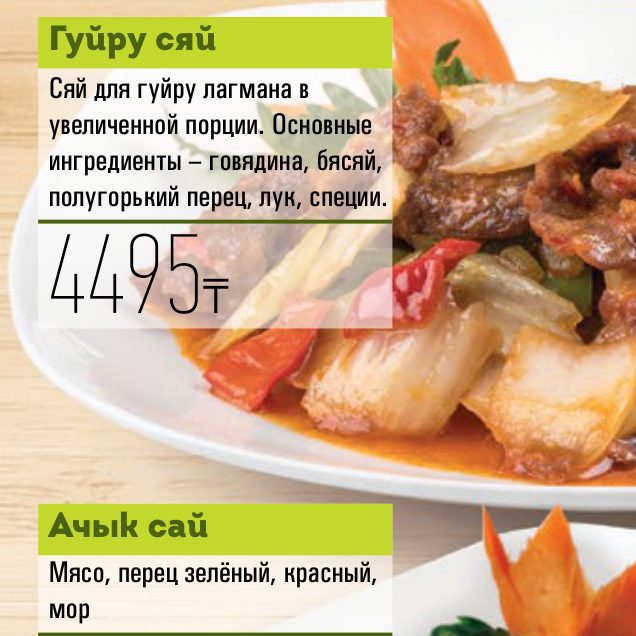 Гуйру сяй
Сяй для гуйру лагмана в
увеличенной порции. Основные
ингредиенты – говядина, бясяй,
полугорький перец, лук, специи.
4495₸
Ачык сай
Мясо, перец зелёный, красный,
мор